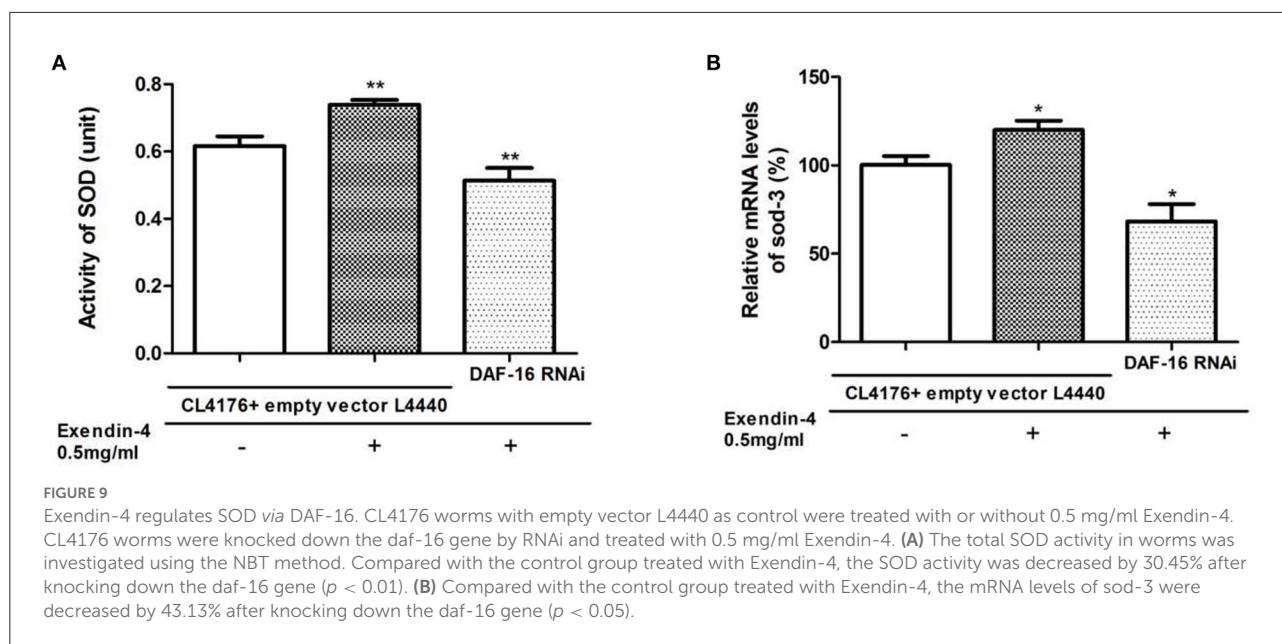 A
Activity of SOD (unit)
0.8
0.6
0.4
0.2
0.0
**
**
DAF-16 RNAi
CL4176+ empty vector L4440
Exendin-4
0.5mg/ml
-
+
+
B
Relative mRNA levels
of sod-3 (%)
150
100
50
0
*
*
DAF-16 RNAi
CL4176+ empty vector L4440
Exendin-4
0.5mg/ml
-
+
+
FIGURE 9
Exendin-4 regulates SOD via DAF-16. CL4176 worms with empty vector L4440 as control were treated with or without 0.5 mg/ml Exendin-4.
CL4176 worms were knocked down the daf-16 gene by RNAi and treated with 0.5 mg/ml Exendin-4. (A) The total SOD activity in worms was
investigated using the NBT method. Compared with the control group treated with Exendin-4, the SOD activity was decreased by 30.45% after
knocking down the daf-16 gene (p < 0.01). (B) Compared with the control group treated with Exendin-4, the mRNA levels of sod-3 were
decreased by 43.13% after knocking down the daf-16 gene (p < 0.05).